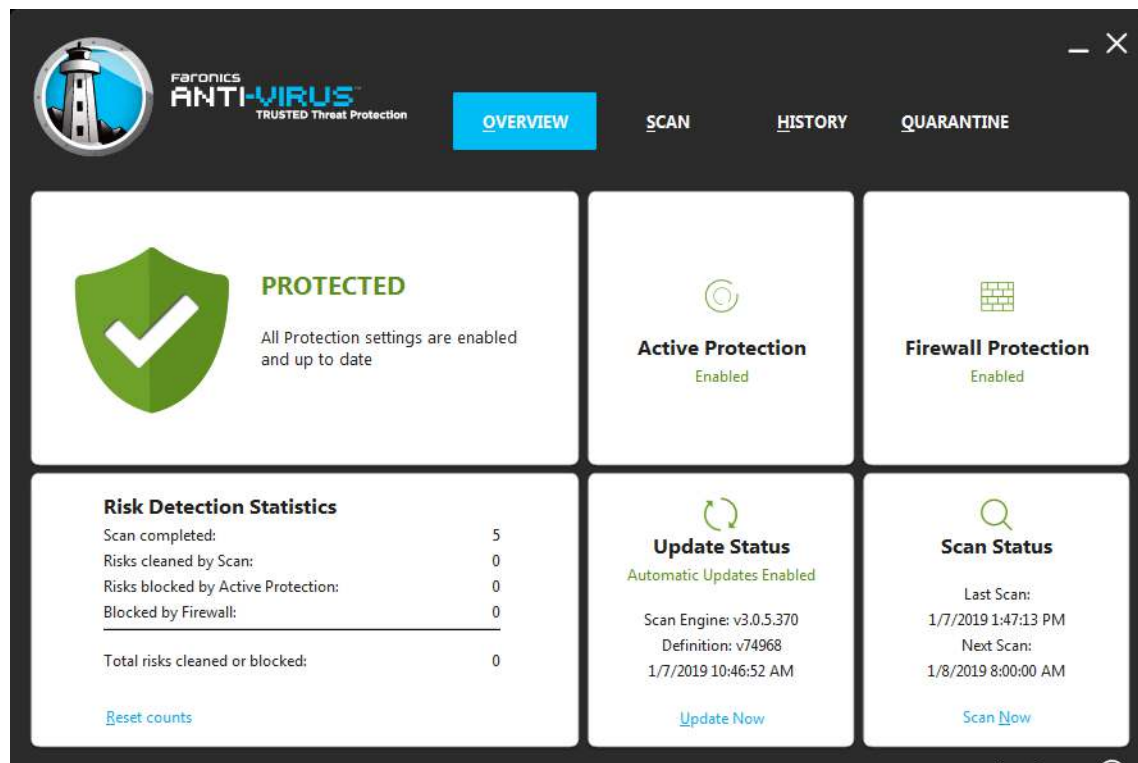 Faronics
ANTI-VIRUS™
TRUSTED Threat Protection
OVERVIEW
SCAN
HISTORY
QUARANTINE
PROTECTED
All Protection settings are enabled
and up to date
Active Protection
Enabled
Firewall Protection
Enabled
Risk Detection Statistics
Scan completed: 5
Risks cleaned by Scan: 0
Risks blocked by Active Protection: 0
Blocked by Firewall: 0
Total risks cleaned or blocked: 0
Reset counts
Update Status
Automatic Updates Enabled
Scan Engine: v3.0.5.370
Definition: v74968
1/7/2019 10:46:52 AM
Update Now
Scan Status
Last Scan:
1/7/2019 1:47:13 PM
Next Scan:
1/8/2019 8:00:00 AM
Scan Now